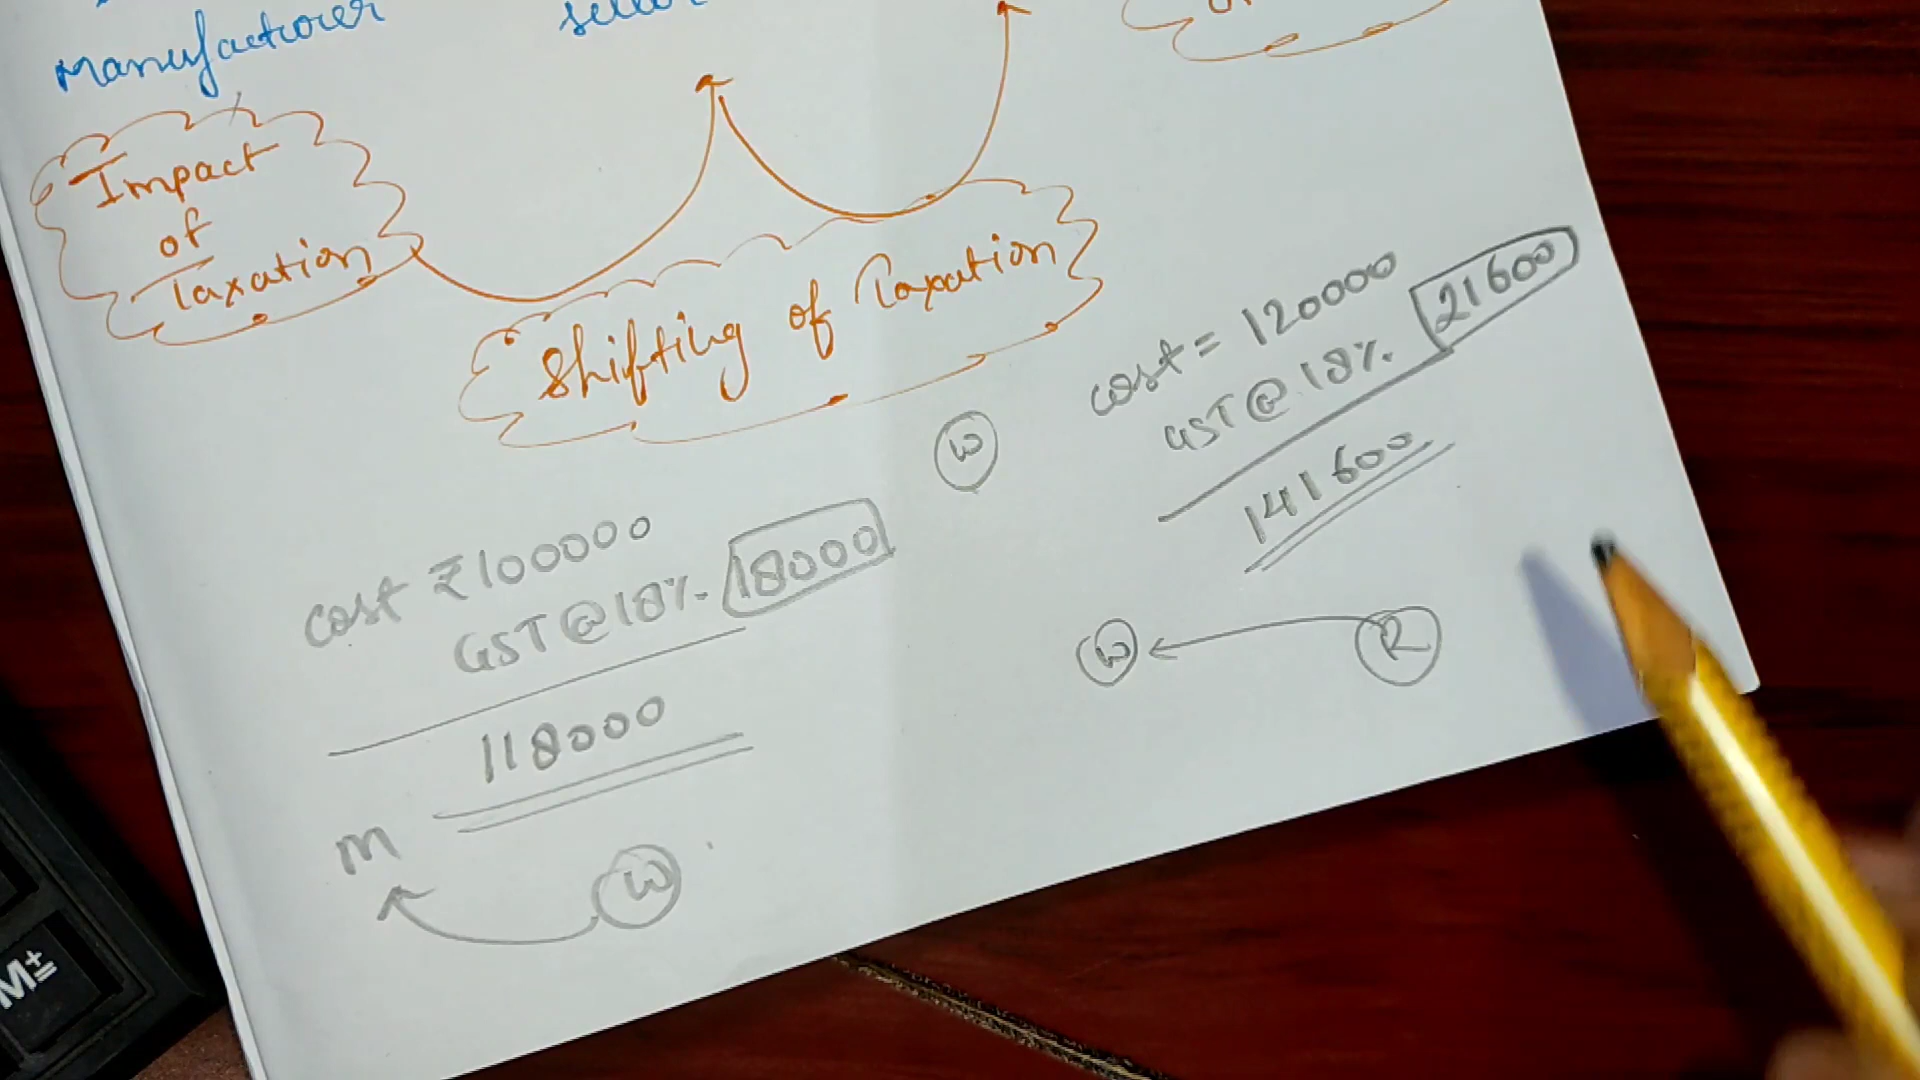 Manufacturer
seller
Impact
of
Taxation
Shifting of Taxation
cost = 120000
GST @ 18%. 21600
141600
W
cost ₹100000
GST @ 18%. 18000
118000
W R
M
W
M±